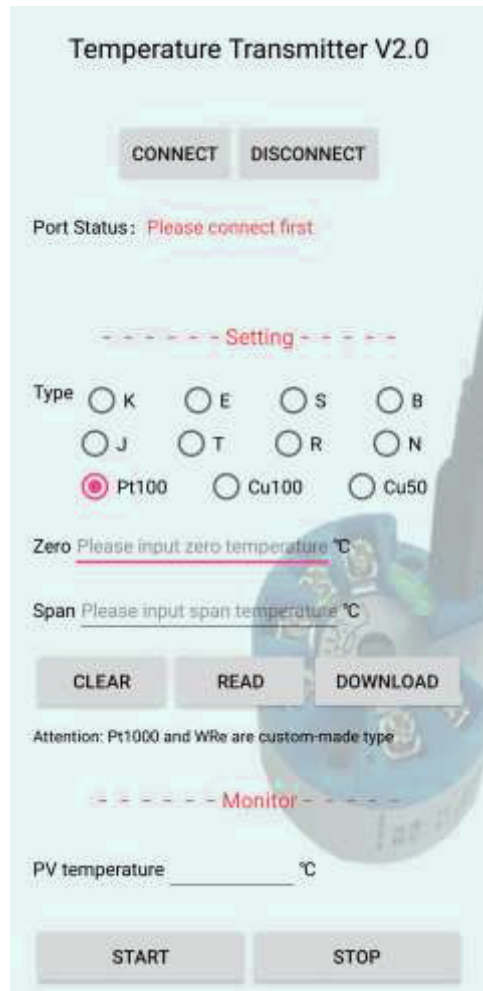 Temperature Transmitter V2.0
CONNECT DISCONNECT
Port Status: Please connect first
- - - - - - - Setting - - - - -
Type K E S B
J T R N
Pt100 Cu100 Cu50
Zero Please input zero temperature ℃
Span Please input span temperature ℃
CLEAR READ DOWNLOAD
Attention: Pt1000 and WRe are custom-made type
- - - - - - - Monitor - - - - -
PV temperature ℃
START STOP